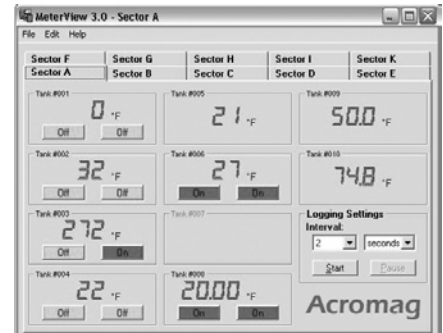 MeterView 3.0 - Sector A
File Edit Help
Sector F Sector G Sector H Sector I Sector K
Sector A Sector B Sector C Sector D Sector E
Tank #001 Tank #005 Tank #009
0 °F 21 °F 50.0 °F
Off Off
Tank #002 Tank #006 Tank #010
32 °F 27 °F 74.8 °F
Off Off On On
Tank #003 Tank #007 Logging Settings
272 °F Interval:
Off On 2 seconds
Start Pause
Tank #004 Tank #008
22 °F 20.00 °F
Off Off On On
Acromag